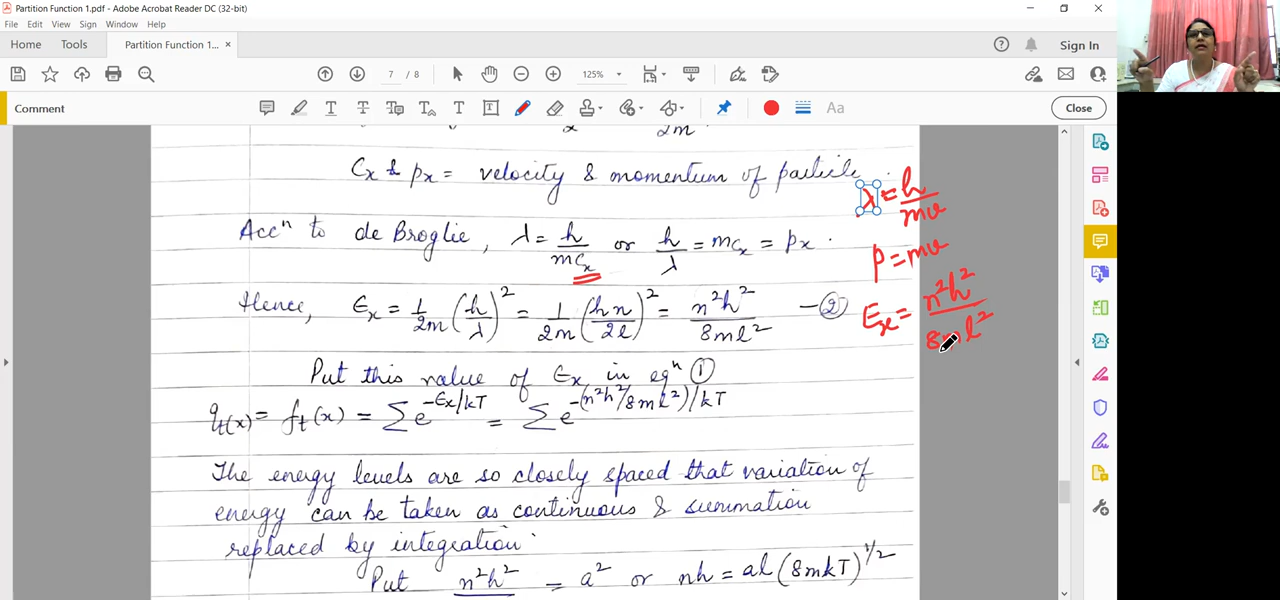 Partition Function 1.pdf - Adobe Acrobat Reader DC (32-bit)
File Edit View Sign Window Help
Home Tools Partition Function 1... × Sign In
7 / 8 125%
Comment Close
2m
Cx & px = velocity & momentum of particle
λ = h/mv
Accⁿ to de Broglie, λ = h/mCx or h/λ = mCx = px .
p = mv
Hence, Єx = 1/2m (h/λ)² = 1/2m (hn/2l)² = n²h²/8ml² — ②
Ex = n²h²/8ml²
Put this value of Єx in eqⁿ ①
qt(x) = ft(x) = Σ e^-Єx/kT = Σ e^-(n²h²/8ml²)/kT
The energy levels are so closely spaced that variation of
energy can be taken as continuous & summation
replaced by integration.
Put n²h² = a² or nh = al (8mkT)^1/2